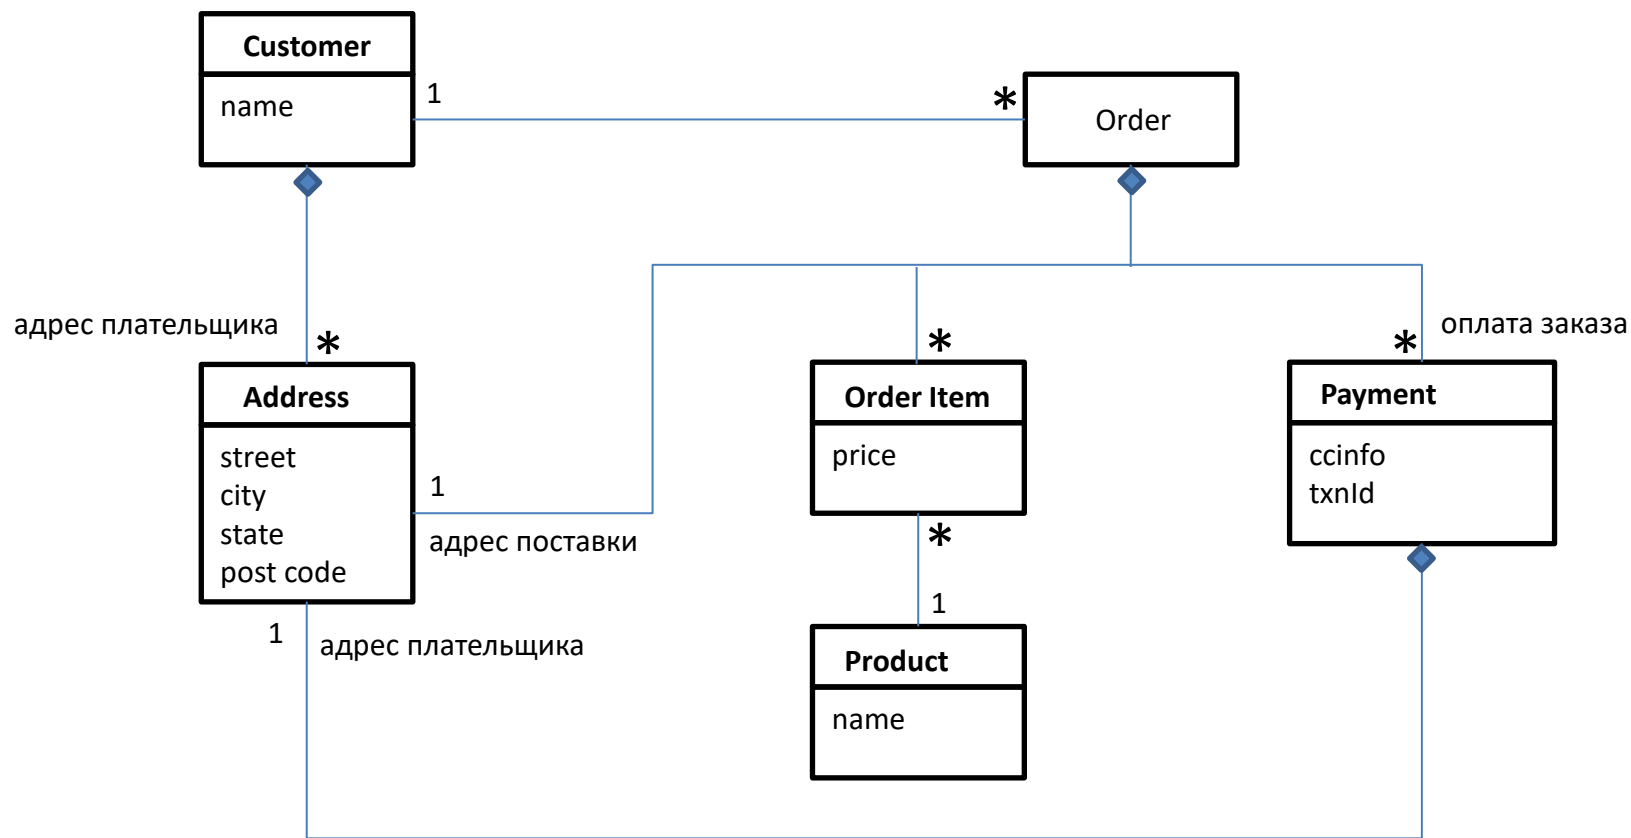 Customer
name
1
*
Order
адрес плательщика
*
Address
street
city
state
post code
1
адрес поставки
1
адрес плательщика
*
Order Item
price
*
1
Product
name
оплата заказа
*
Payment
ccinfo
txnId